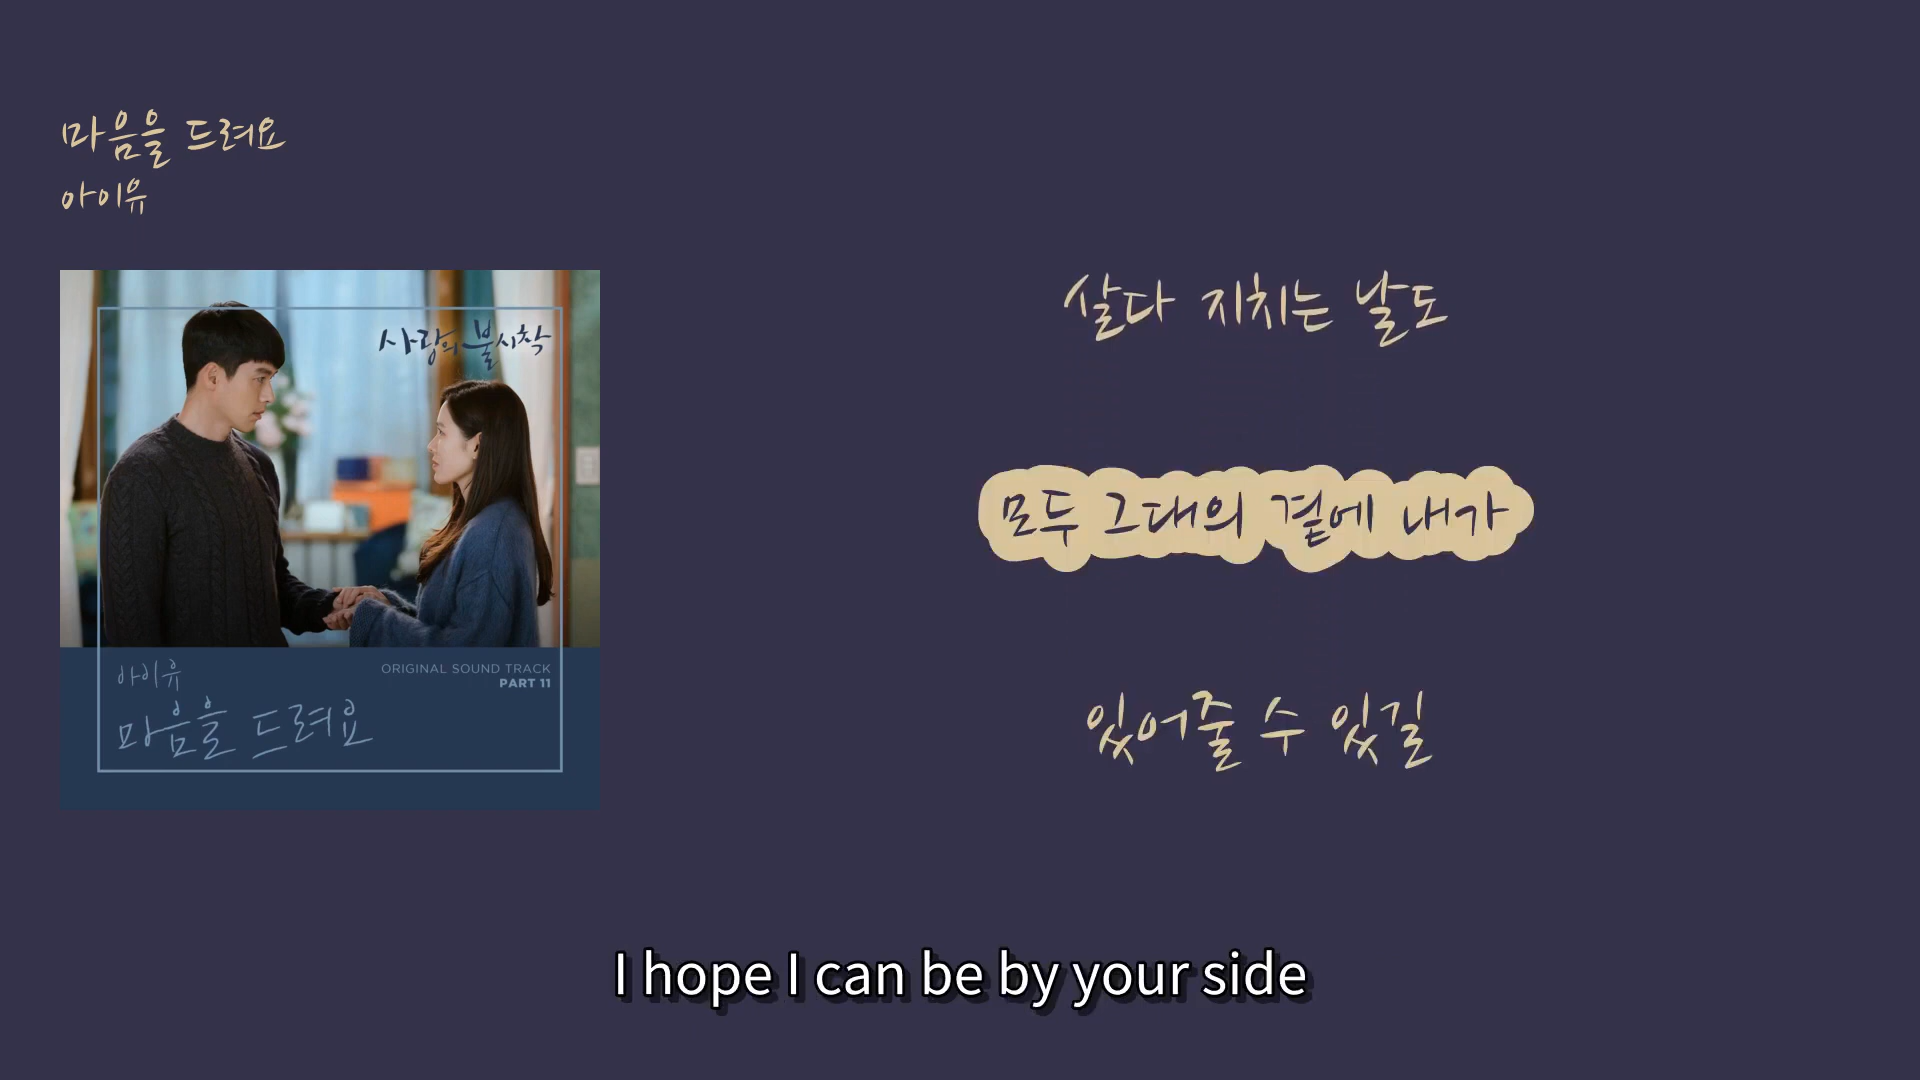 마음을 드려요
아이유
사랑의 불시착
아이유
ORIGINAL SOUND TRACK
PART 11
마음을 드려요
살다 지치는 날도
모두 그대의 곁에 내가
있어줄 수 있길
I hope I can be by your side